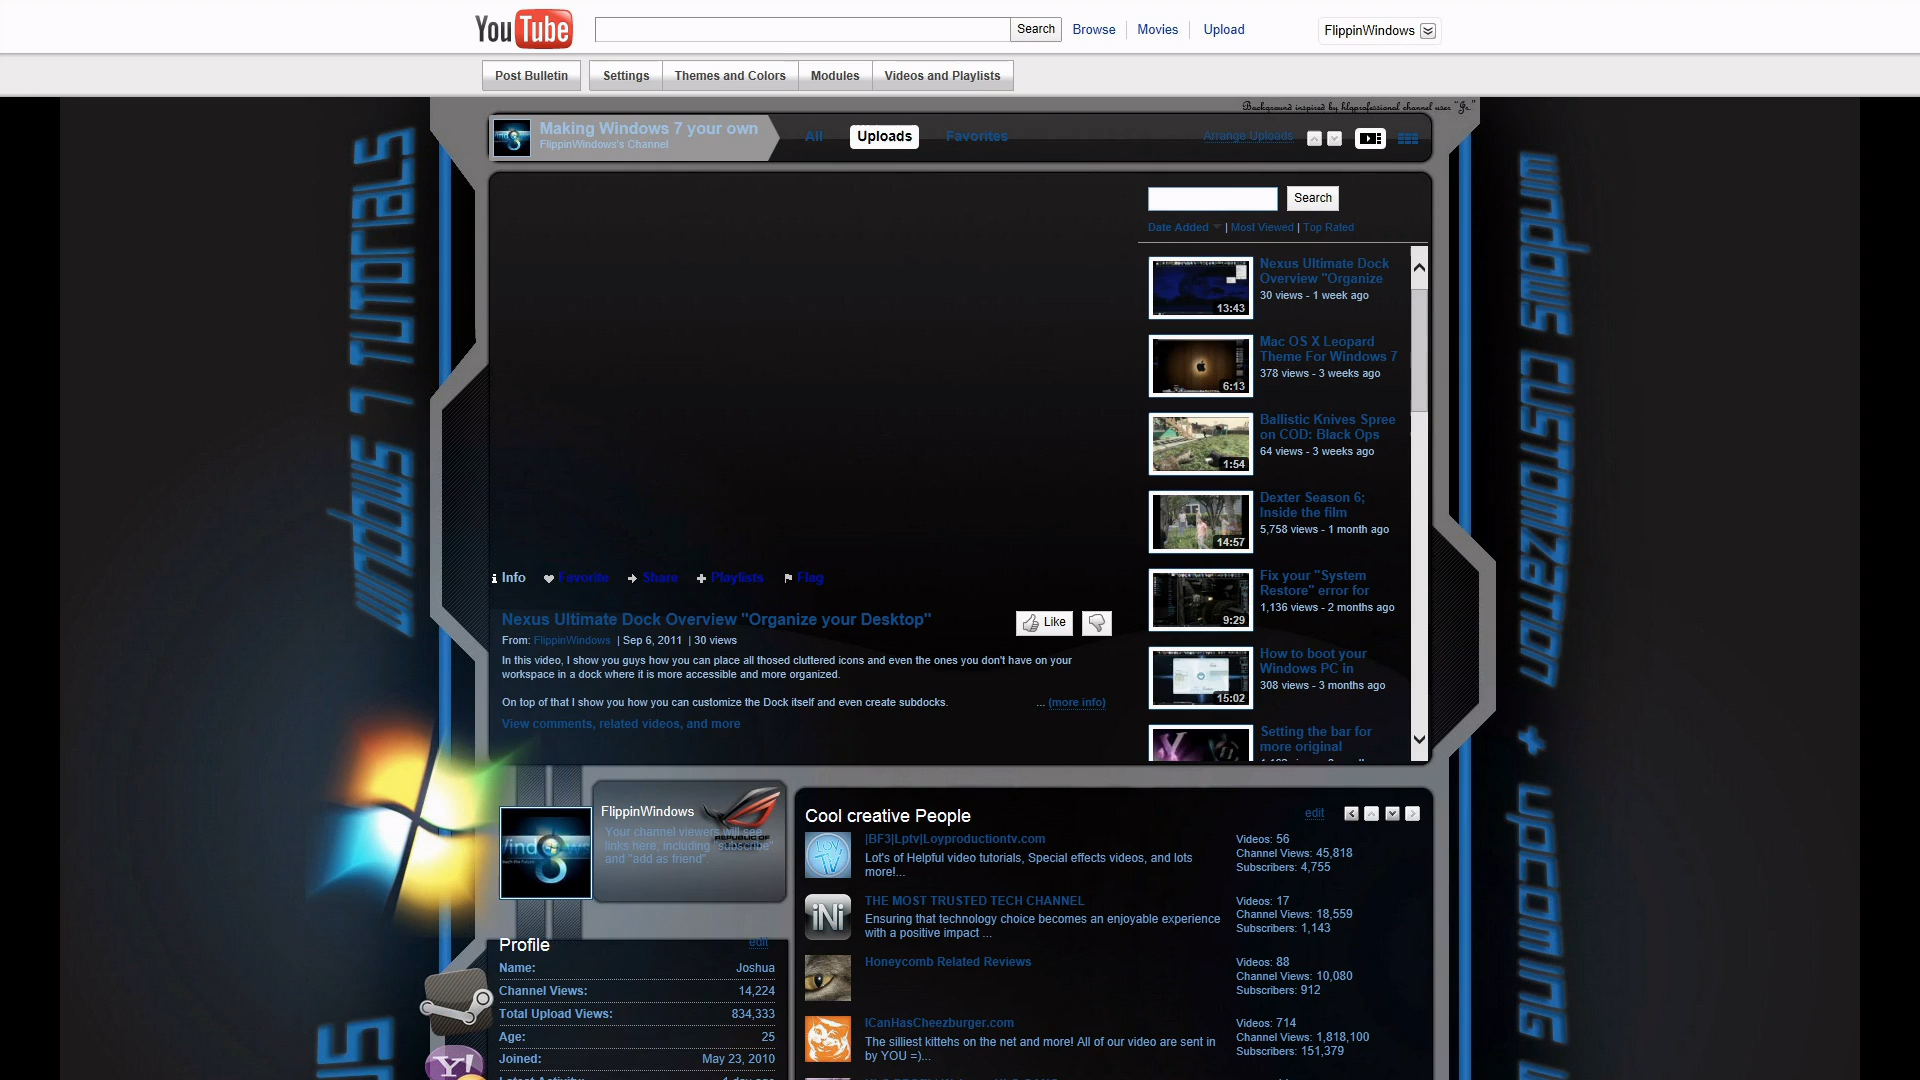 YouTube
Search
Browse
Movies
Upload
FlippinWindows
Post Bulletin
Settings
Themes and Colors
Modules
Videos and Playlists
Background inspired by hlgprofessional channel user "Jr."
Making Windows 7 your own
FlippinWindows's Channel
All
Uploads
Favorites
Arrange Uploads
WINDOWS 7 TUTORIALS
WINDOWS CUSTOMIZATION + UPCOMING
Search
Date Added | Most Viewed | Top Rated
Nexus Ultimate Dock
Overview "Organize
30 views - 1 week ago
13:43
Mac OS X Leopard
Theme For Windows 7
378 views - 3 weeks ago
6:13
Ballistic Knives Spree
on COD: Black Ops
64 views - 3 weeks ago
1:54
Dexter Season 6;
Inside the film
5,758 views - 1 month ago
14:57
Fix your "System
Restore" error for
1,136 views - 2 months ago
9:29
How to boot your
Windows PC in
308 views - 3 months ago
15:02
Setting the bar for
more original
Info
Favorite
Share
Playlists
Flag
Nexus Ultimate Dock Overview "Organize your Desktop"
Like
From: FlippinWindows | Sep 6, 2011 | 30 views
In this video, I show you guys how you can place all thosed cluttered icons and even the ones you don't have on your
workspace in a dock where it is more accessible and more organized.
On top of that I show you how you can customize the Dock itself and even create subdocks.
... (more info)
View comments, related videos, and more
FlippinWindows
Your channel viewers will see
links here, including "subscribe"
and "add as friend".
REPUBLIC OF
Profile
edit
Name: Joshua
Channel Views: 14,224
Total Upload Views: 834,333
Age: 25
Joined: May 23, 2010
Latest Activity: 1 day ago
Y!
Cool creative People
edit
|BF3|Lptv|Loyproductiontv.com
Lot's of Helpful video tutorials, Special effects videos, and lots
more!...
Videos: 56
Channel Views: 45,818
Subscribers: 4,755
iNi
THE MOST TRUSTED TECH CHANNEL
Ensuring that technology choice becomes an enjoyable experience
with a positive impact ...
Videos: 17
Channel Views: 18,559
Subscribers: 1,143
Honeycomb Related Reviews
Videos: 88
Channel Views: 10,080
Subscribers: 912
ICanHasCheezburger.com
The silliest kittehs on the net and more! All of our video are sent in
by YOU =)...
Videos: 714
Channel Views: 1,818,100
Subscribers: 151,379